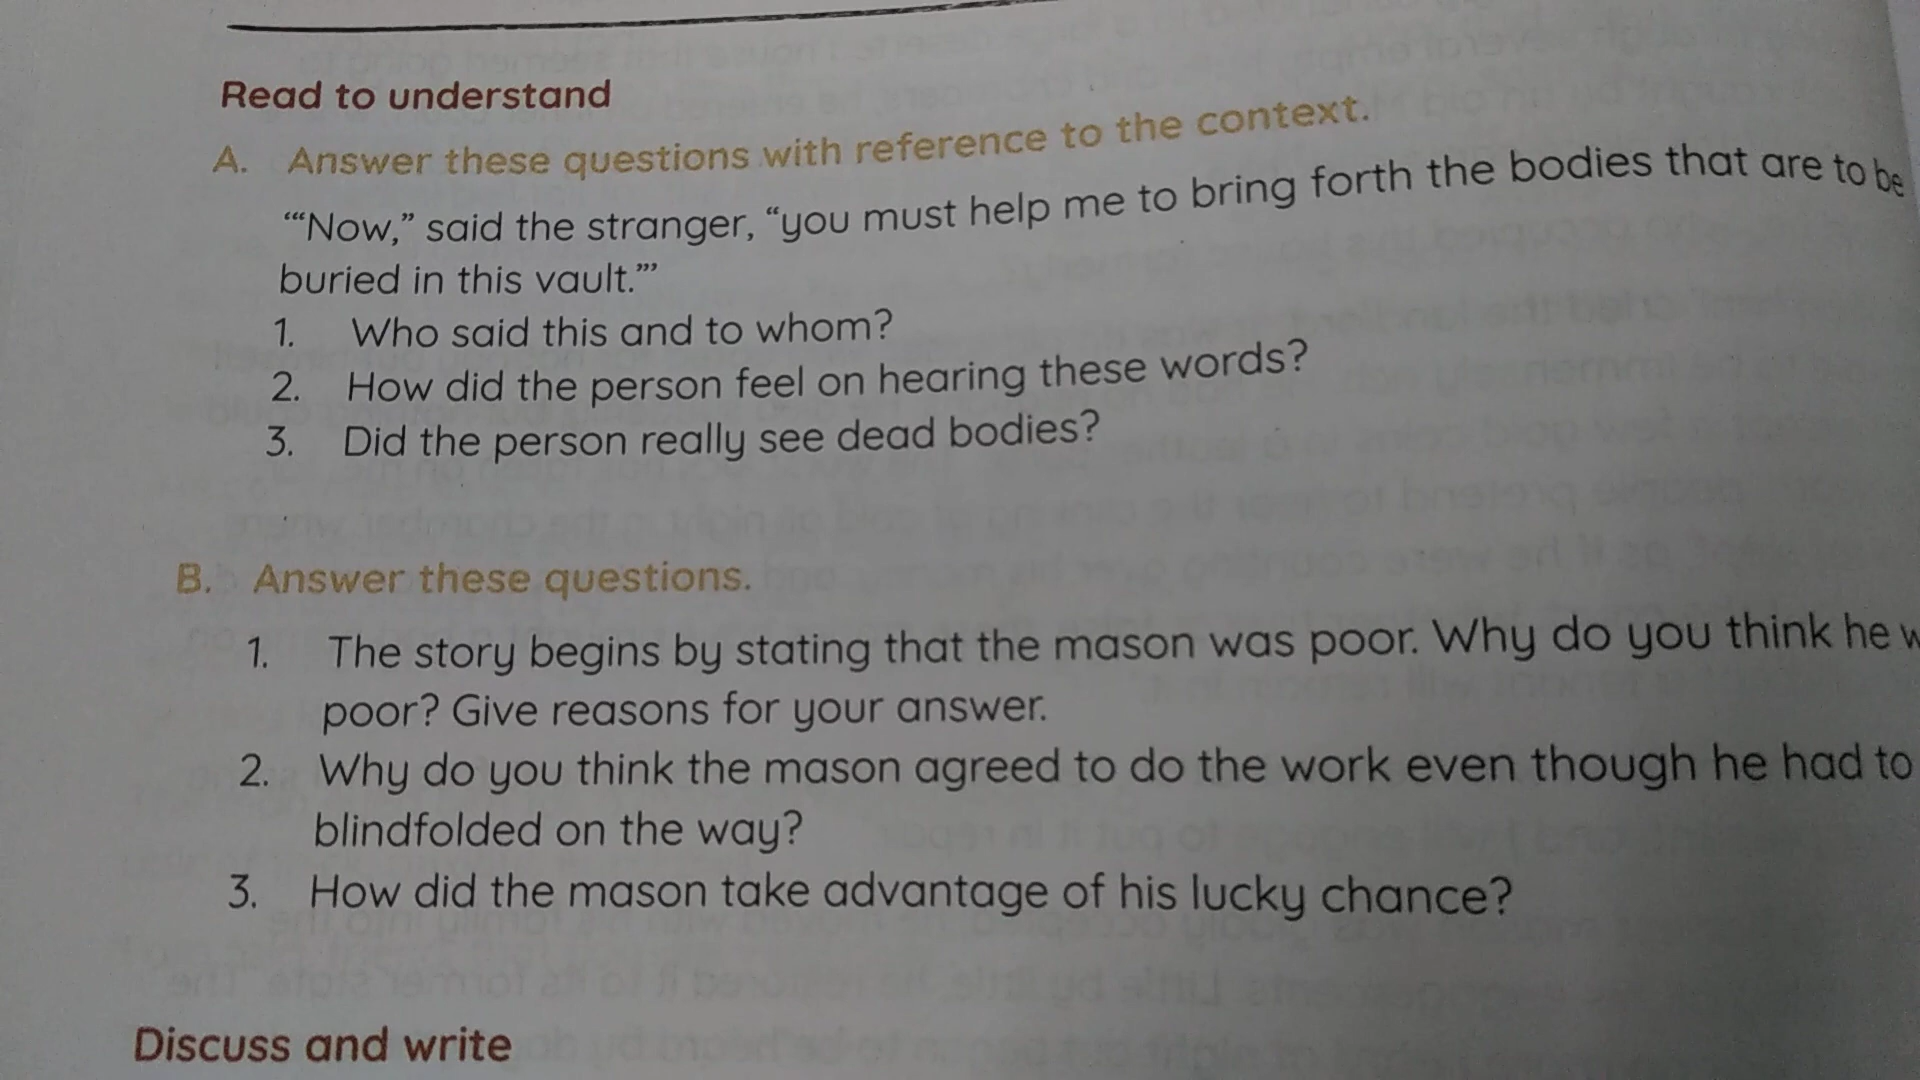 Read to understand
A. Answer these questions with reference to the context.
“‘Now,” said the stranger, “you must help me to bring forth the bodies that are to be
buried in this vault.”’
1. Who said this and to whom?
2. How did the person feel on hearing these words?
3. Did the person really see dead bodies?
B. Answer these questions.
1. The story begins by stating that the mason was poor. Why do you think he
poor? Give reasons for your answer.
2. Why do you think the mason agreed to do the work even though he had to
blindfolded on the way?
3. How did the mason take advantage of his lucky chance?
Discuss and write